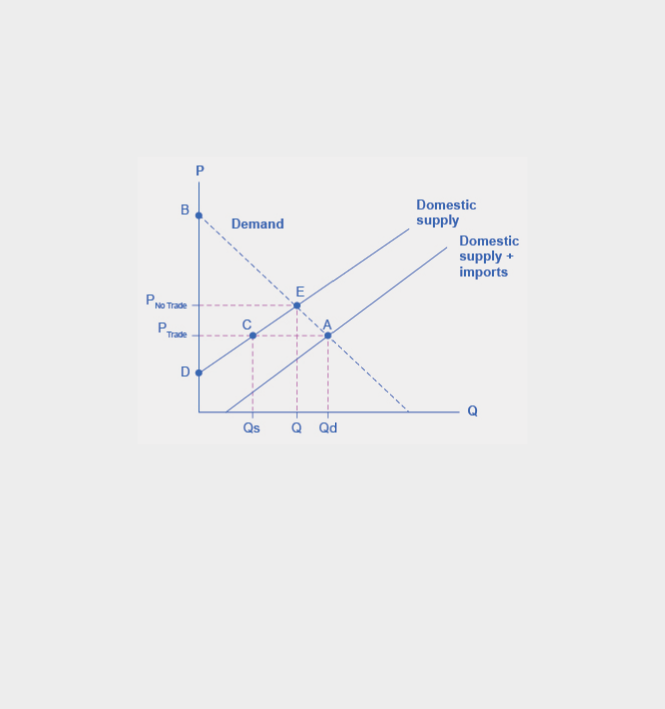 P
B
Demand
Domestic
supply
Domestic
supply +
imports
E
P No Trade
C
A
P Trade
D
Q
Qs
Q
Qd